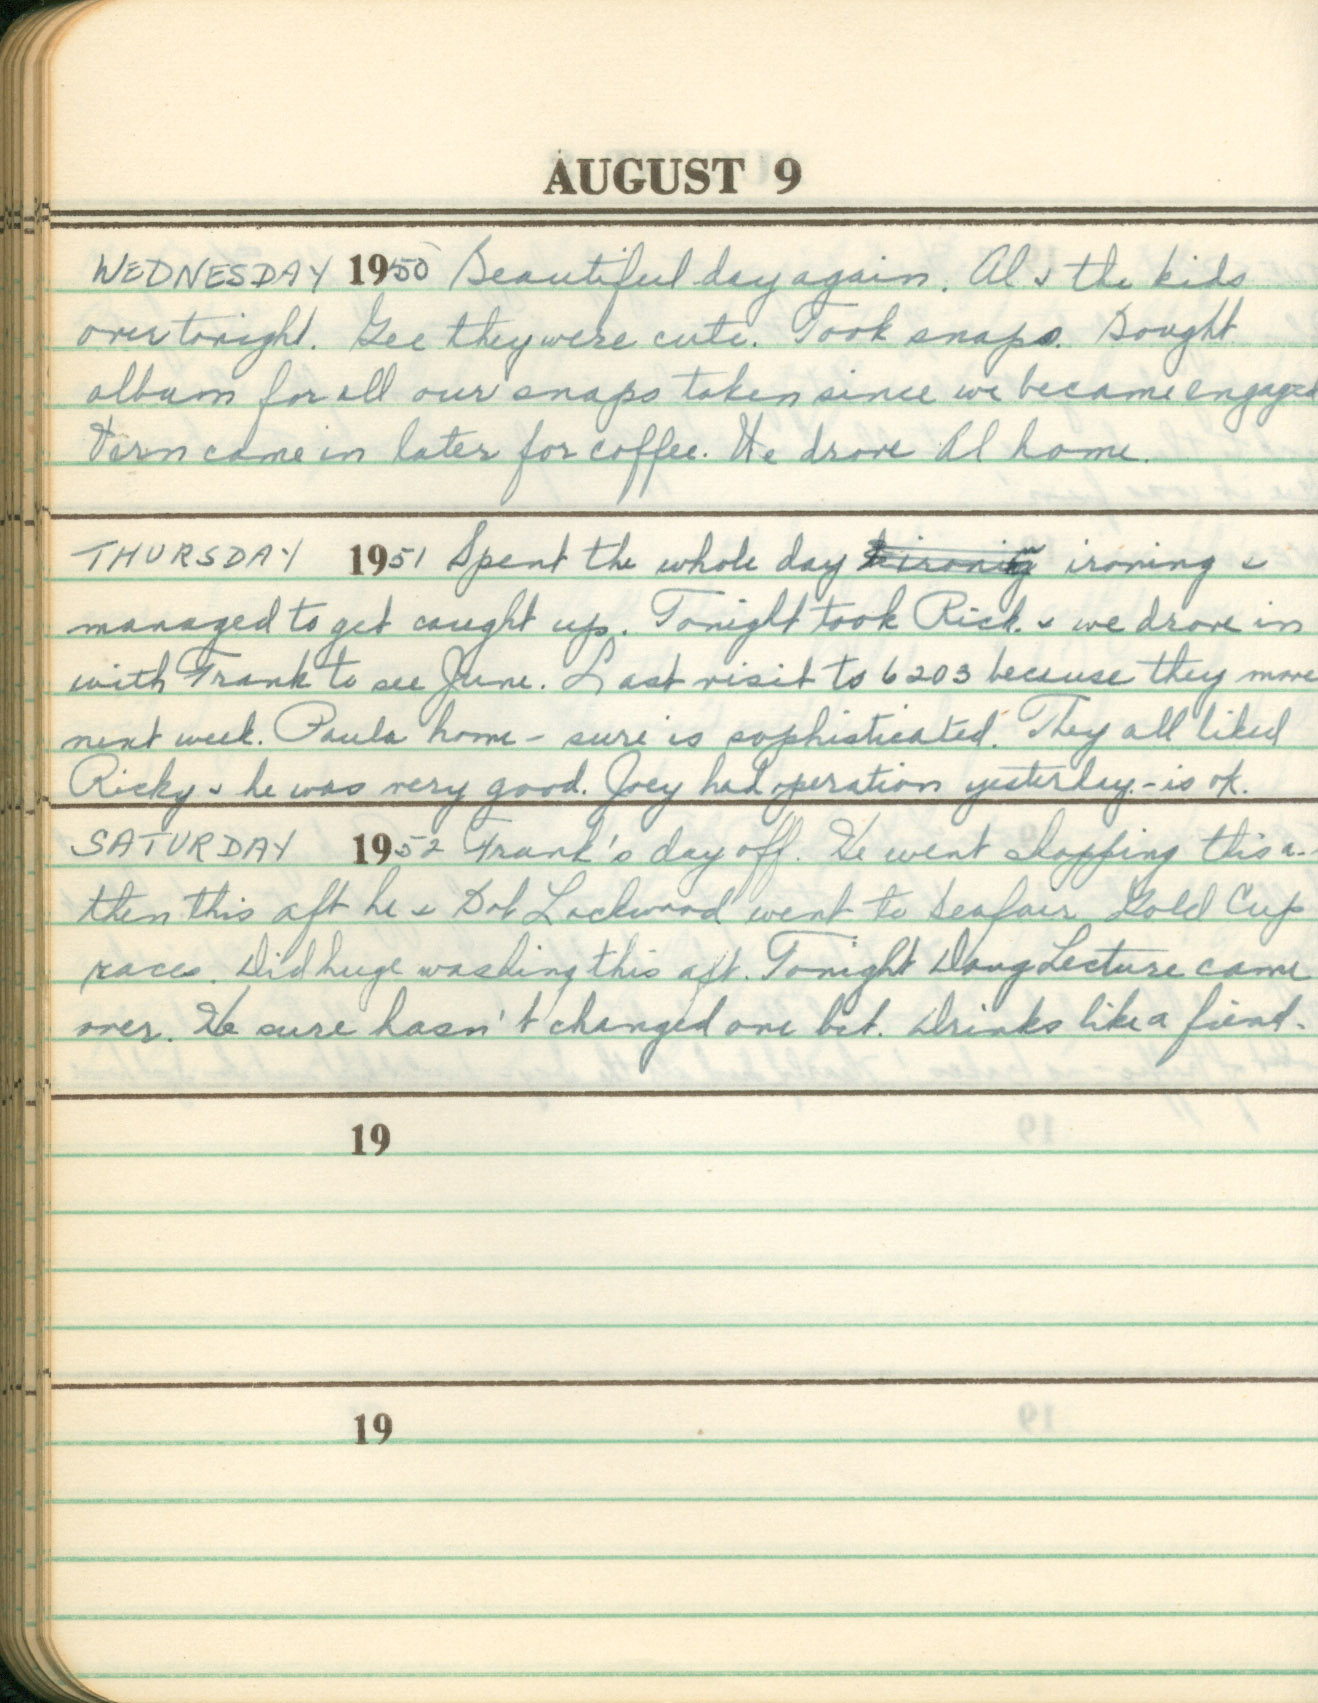 AUGUST 9
WEDNESDAY 1950 Beautiful day again. Al & the kids
over tonight. Gee they were cute. Took snaps. Bought
album for all our snaps taken since we became engaged
Vern came in later for coffee. He drove Al home.
THURSDAY 1951 Spent the whole day ironing &
managed to get caught up. Tonight took Rick. & we drove in
with Frank to see June. Last visit to 6203 because they move
next week. Paula home - sure is sophisticated. They all liked
Ricky & he was very good. Joey had operation yesterday. - is ok.
SATURDAY 1952 Frank's day off. He went shopping this a.
then this aft he & Bob Lockwood went to Seafair Gold Cup
races. Did huge washing this aft. Tonight Doug Lecture came
over. He sure hasn't changed one bit. Drinks like a fiend.
19
19